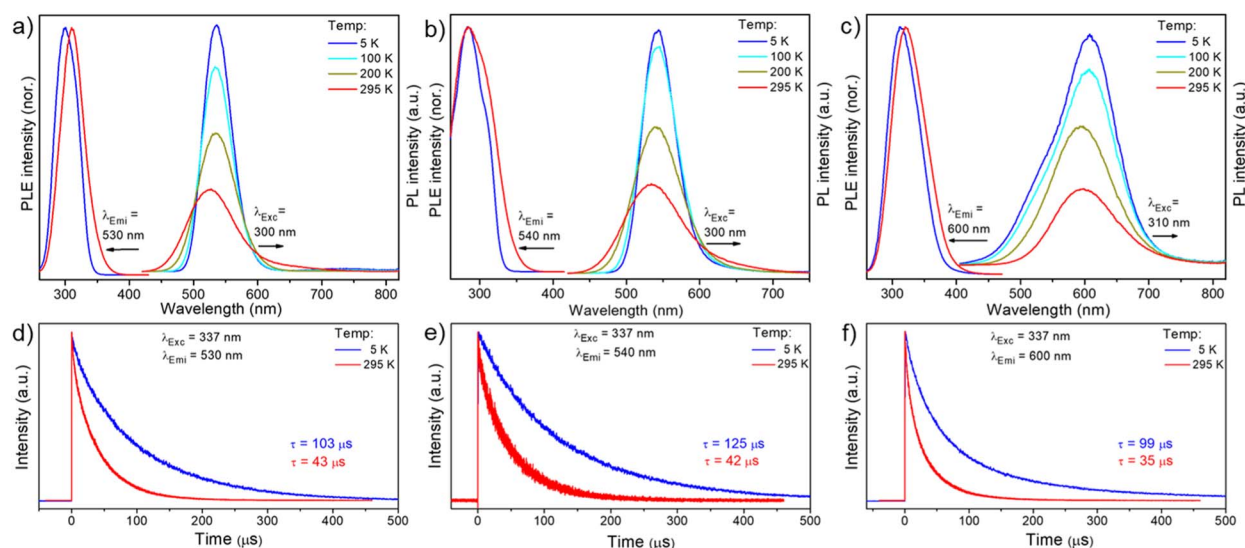 a)
Temp:
5 K
100 K
200 K
295 K
λEmi =
530 nm
λExc=
300 nm
PLE intensity (nor.)
PL intensity (a.u.)
300 400 500 600 700 800
Wavelength (nm)
b)
Temp:
5 K
100 K
200 K
295 K
λEmi =
540 nm
λExc=
300 nm
PLE intensity (nor.)
PL intensity (a.u.)
300 400 500 600 700
Wavelength (nm)
c)
Temp:
5 K
100 K
200 K
295 K
λEmi =
600 nm
λExc=
310 nm
PLE intensity (nor.)
PL intensity (a.u.)
300 400 500 600 700 800
Wavelength (nm)
d)
λExc = 337 nm
λEmi = 530 nm
Temp:
5 K
295 K
τ = 103 μs
τ = 43 μs
Intensity (a.u.)
0 100 200 300 400 500
Time (μs)
e)
λExc = 337 nm
λEmi = 540 nm
Temp:
5 K
295 K
τ = 125 μs
τ = 42 μs
Intensity (a.u.)
0 100 200 300 400 500
Time (μs)
f)
λExc = 337 nm
λEmi = 600 nm
Temp:
5 K
295 K
τ = 99 μs
τ = 35 μs
Intensity (a.u.)
0 100 200 300 400 500
Time (μs)